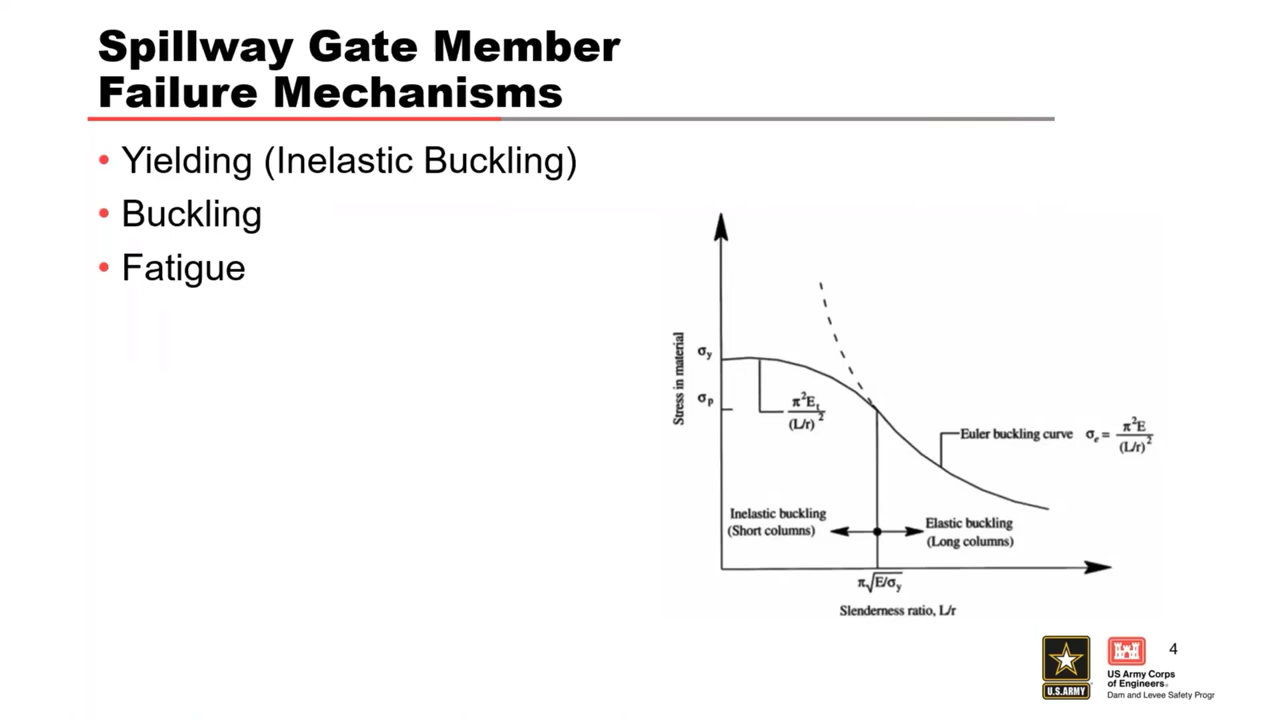 Spillway Gate Member
Failure Mechanisms
• Yielding (Inelastic Buckling)
• Buckling
• Fatigue
Stress in material
σy
σp
π²Et
(L/r)²
Euler buckling curve σe = π²E
(L/r)²
Inelastic buckling
(Short columns)
Elastic buckling
(Long columns)
π√E/σy
Slenderness ratio, L/r
4
U.S.ARMY
US Army Corps
of Engineers®
Dam and Levee Safety Progr